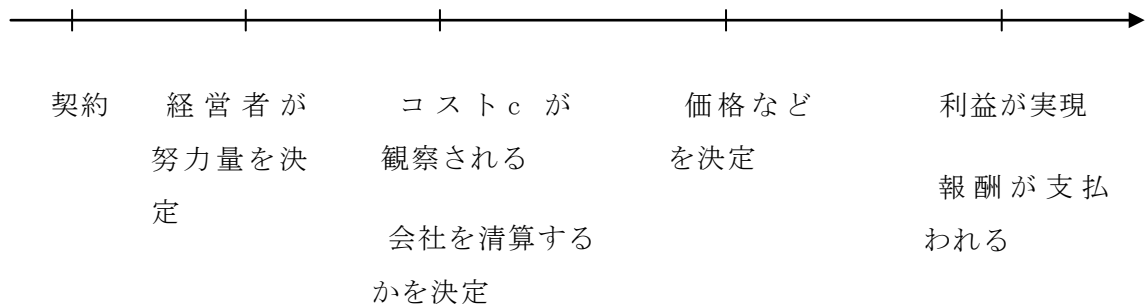 契約
経営者が
努力量を決
定
コストc が
観察される
会社を清算する
かを決定
価格など
を決定
利益が実現
報酬が支払
われる